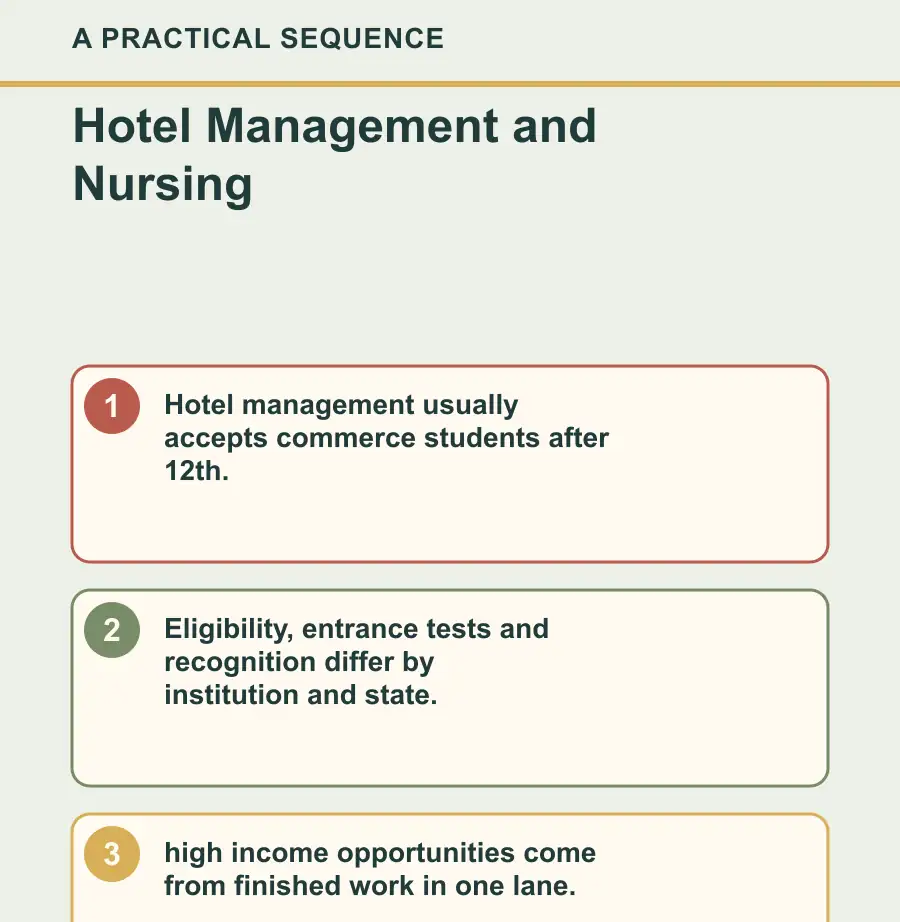 A PRACTICAL SEQUENCE
Hotel Management and
Nursing
1
Hotel management usually
accepts commerce students after
12th.
2
Eligibility, entrance tests and
recognition differ by
institution and state.
3
high income opportunities come
from finished work in one lane.